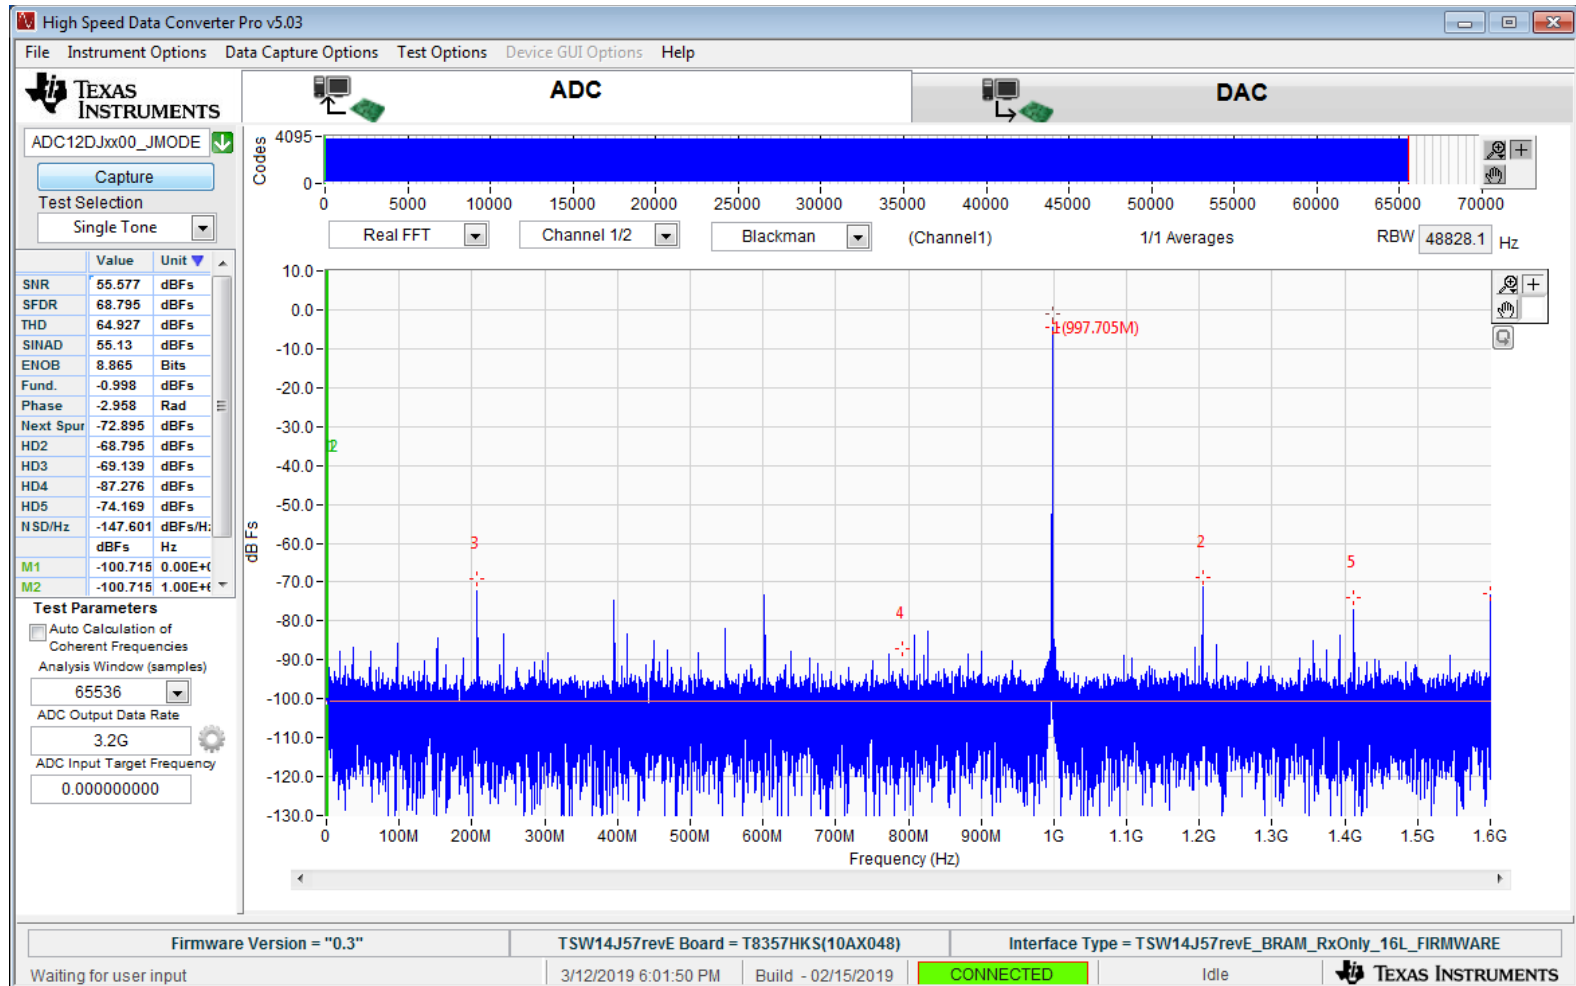 High Speed Data Converter Pro v5.03
File Instrument Options Data Capture Options Test Options Device GUI Options Help
TEXAS INSTRUMENTS
ADC
DAC
ADC12DJxx00_JMODE
Capture
Test Selection
Single Tone
Value Unit
SNR 55.577 dBFs
SFDR 68.795 dBFs
THD 64.927 dBFs
SINAD 55.13 dBFs
ENOB 8.865 Bits
Fund. -0.998 dBFs
Phase -2.958 Rad
Next Spur -72.895 dBFs
HD2 -68.795 dBFs
HD3 -69.139 dBFs
HD4 -87.276 dBFs
HD5 -74.169 dBFs
NSD/Hz -147.601 dBFs/H
dBFs Hz
M1 -100.715 0.00E+0
M2 -100.715 1.00E+6
Test Parameters
Auto Calculation of
Coherent Frequencies
Analysis Window (samples)
65536
ADC Output Data Rate
3.2G
ADC Input Target Frequency
0.000000000
Codes
4095
0
0 5000 10000 15000 20000 25000 30000 35000 40000 45000 50000 55000 60000 65000 70000
Real FFT Channel 1/2 Blackman (Channel1) 1/1 Averages RBW 48828.1 Hz
dBFs
10.0
0.0
-10.0
-20.0
-30.0
-40.0
-50.0
-60.0
-70.0
-80.0
-90.0
-100.0
-110.0
-120.0
-130.0
1(997.705M)
2
3
2
5
4
0 100M 200M 300M 400M 500M 600M 700M 800M 900M 1G 1.1G 1.2G 1.3G 1.4G 1.5G 1.6G
Frequency (Hz)
Firmware Version = "0.3" TSW14J57revE Board = T8357HKS(10AX048) Interface Type = TSW14J57revE_BRAM_RxOnly_16L_FIRMWARE
Waiting for user input 3/12/2019 6:01:50 PM Build - 02/15/2019 CONNECTED Idle TEXAS INSTRUMENTS